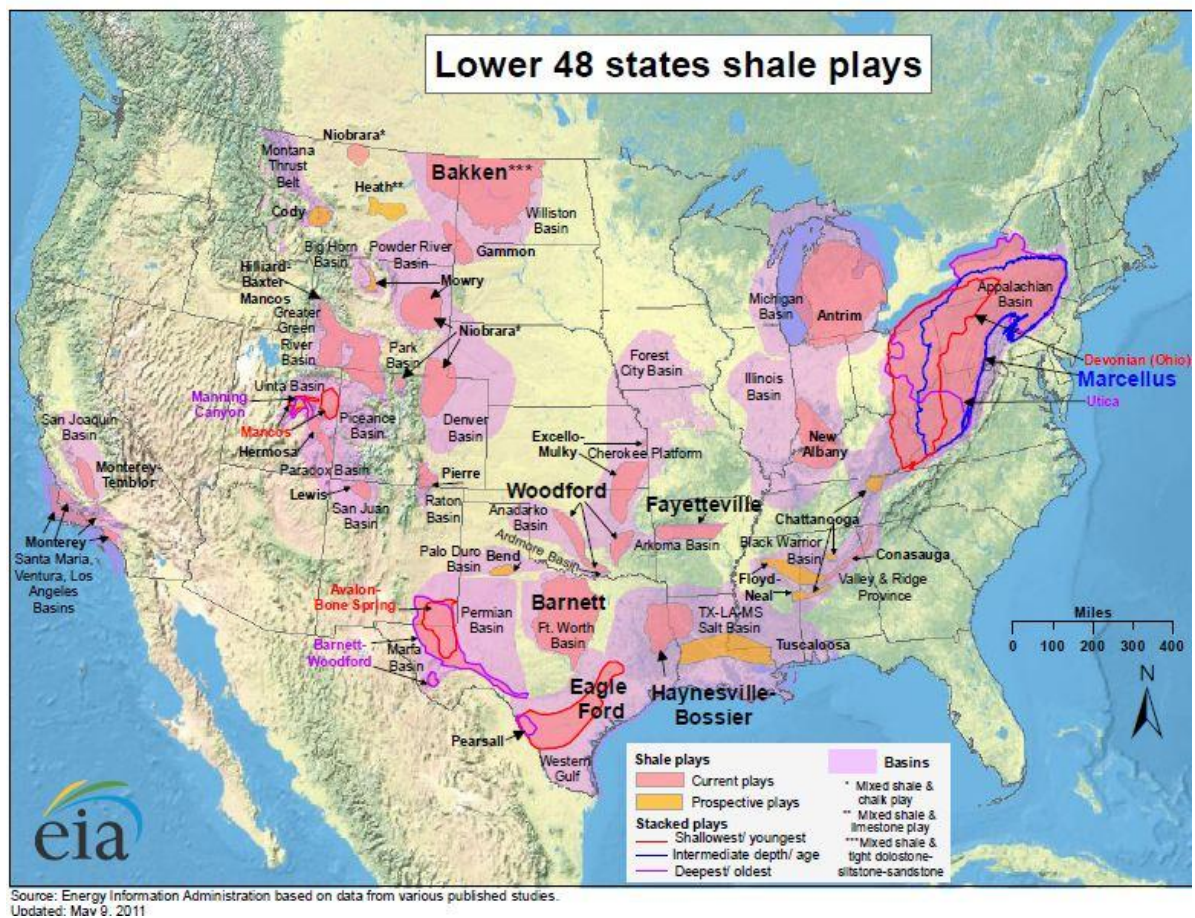 Lower 48 states shale plays
Niobrara*
Montana
Thrust
Belt
Bakken***
Heath**
Cody
Williston
Basin
Big Horn
Basin
Powder River
Basin
Gammon
Hilliard-
Baxter
Mancos
Mowry
Greater
Green
River
Basin
Niobrara*
Park
Basin
Michigan
Basin
Antrim
Appalachian
Basin
Devonian (Ohio)
Marcellus
Utica
Forest
City Basin
Illinois
Basin
Uinta Basin
Manning
Canyon
Mancos
Piceance
Basin
Denver
Basin
Hermosa
Paradox Basin
San Joaquin
Basin
Monterey-
Temblor
Excello-
Mulky
Cherokee Platform
New
Albany
Pierre
Lewis
San Juan
Basin
Raton
Basin
Woodford
Anadarko
Basin
Fayetteville
Arkoma Basin
Chattanooga
Monterey
Santa Maria,
Ventura, Los
Angeles
Basins
Ardmore Basin
Palo Duro
Basin
Bend
Black Warrior
Basin
Conasauga
Floyd-
Neal
Valley & Ridge
Province
Avalon-
Bone Spring
Permian
Basin
Barnett
Ft. Worth
Basin
TX-LA-MS
Salt Basin
Tuscaloosa
Barnett-
Woodford
Marfa
Basin
Eagle
Ford
Haynesville-
Bossier
Pearsall
Western
Gulf
Miles
0 100 200 300 400
N
Shale plays
Current plays
Prospective plays
Stacked plays
Shallowest/ youngest
Intermediate depth/ age
Deepest/ oldest
Basins
* Mixed shale &
chalk play
** Mixed shale &
limestone play
***Mixed shale &
tight dolostone-
siltstone-sandstone
eia
Source: Energy Information Administration based on data from various published studies.
Updated: May 9, 2011